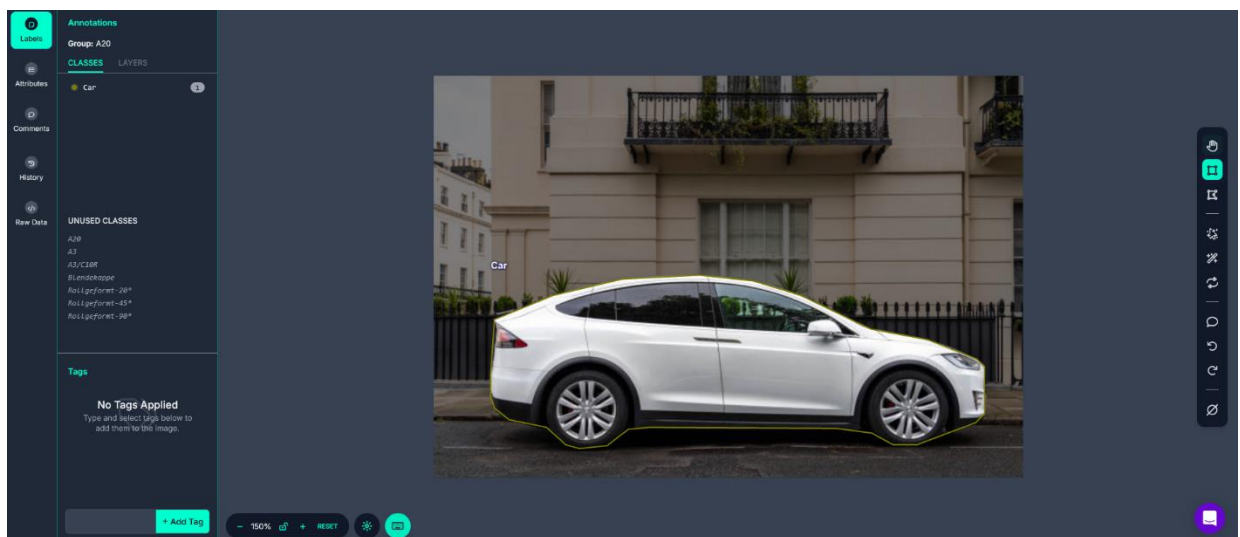 Labels
Attributes
Comments
History
Raw Data
Annotations
Group: A20
CLASSES LAYERS
Car 1
UNUSED CLASSES
A20
A3
A3/C10R
Blendekappe
Rollgeformt-20°
Rollgeformt-45°
Rollgeformt-90°
Tags
No Tags Applied
Type and select tags below to
add them to the image.
+ Add Tag
Car
- 150% + RESET